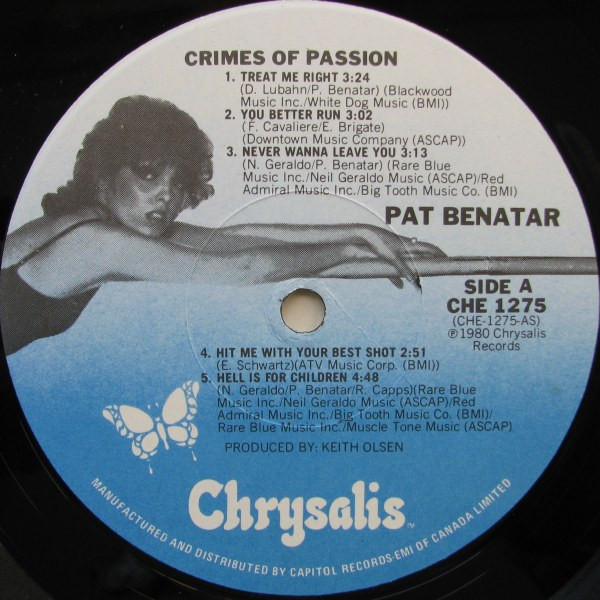 CRIMES OF PASSION
1. TREAT ME RIGHT 3:24
(D. Lubahn/P. Benatar) (Blackwood
Music Inc./White Dog Music (BMI))
2. YOU BETTER RUN 3:02
(F. Cavaliere/E. Brigate)
(Downtown Music Company (ASCAP))
3. NEVER WANNA LEAVE YOU 3:13
(N. Geraldo/P. Benatar) (Rare Blue
Music Inc./Neil Geraldo Music (ASCAP)/Red
Admiral Music Inc./Big Tooth Music Co. (BMI)
PAT BENATAR
SIDE A
CHE 1275
(CHE-1275-AS)
℗1980 Chrysalis
Records
4. HIT ME WITH YOUR BEST SHOT 2:51
(E. Schwartz)(ATV Music Corp. (BMI))
5. HELL IS FOR CHILDREN 4:48
(N. Geraldo/P. Benatar/R. Capps)(Rare Blue
Music Inc./Neil Geraldo Music (ASCAP)/Red
Admiral Music Inc./Big Tooth Music Co. (BMI)/
Rare Blue Music Inc./Muscle Tone Music (ASCAP)
PRODUCED BY: KEITH OLSEN
Chrysalis™
MANUFACTURED AND DISTRIBUTED BY CAPITOL RECORDS-EMI OF CANADA LIMITED